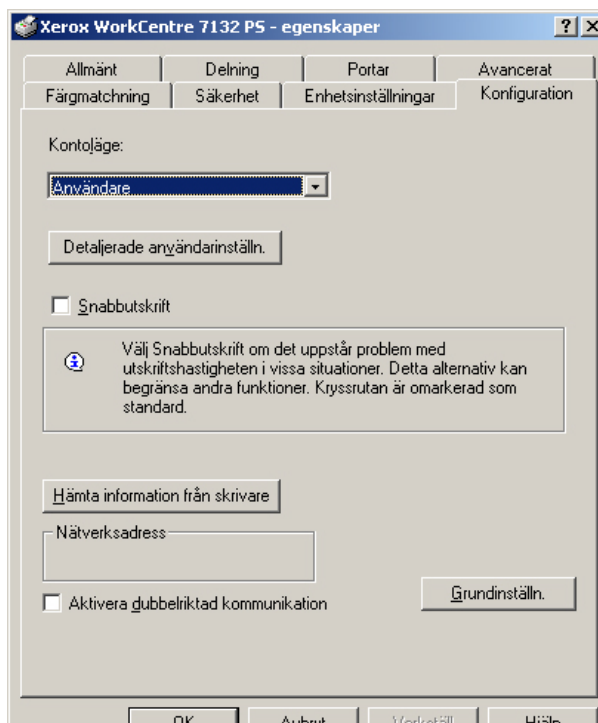 Xerox WorkCentre 7132 PS - egenskaper
Allmänt Delning Portar Avancerat
Färgmatchning Säkerhet Enhetsinställningar Konfiguration
Kontoläge:
Användare
Detaljerade användarinställn.
Snabbutskrift
Välj Snabbutskrift om det uppstår problem med
utskriftshastigheten i vissa situationer. Detta alternativ kan
begränsa andra funktioner. Kryssrutan är omarkerad som
standard.
Hämta information från skrivare
Nätverksadress
Aktivera dubbelriktad kommunikation
Grundinställn.
OK Avbryt Verkställ Hjälp